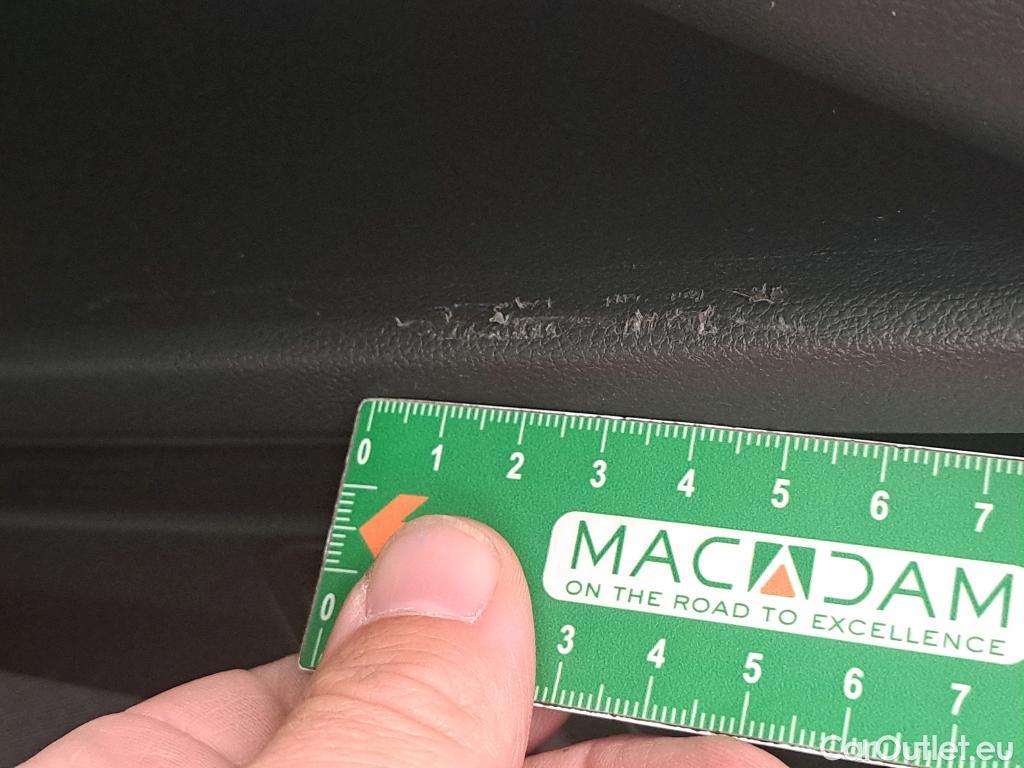 0 1 2 3 4 5 6 7
MACADAM
ON THE ROAD TO EXCELLENCE
0 3 4 5 6 7
CarOutlet.eu